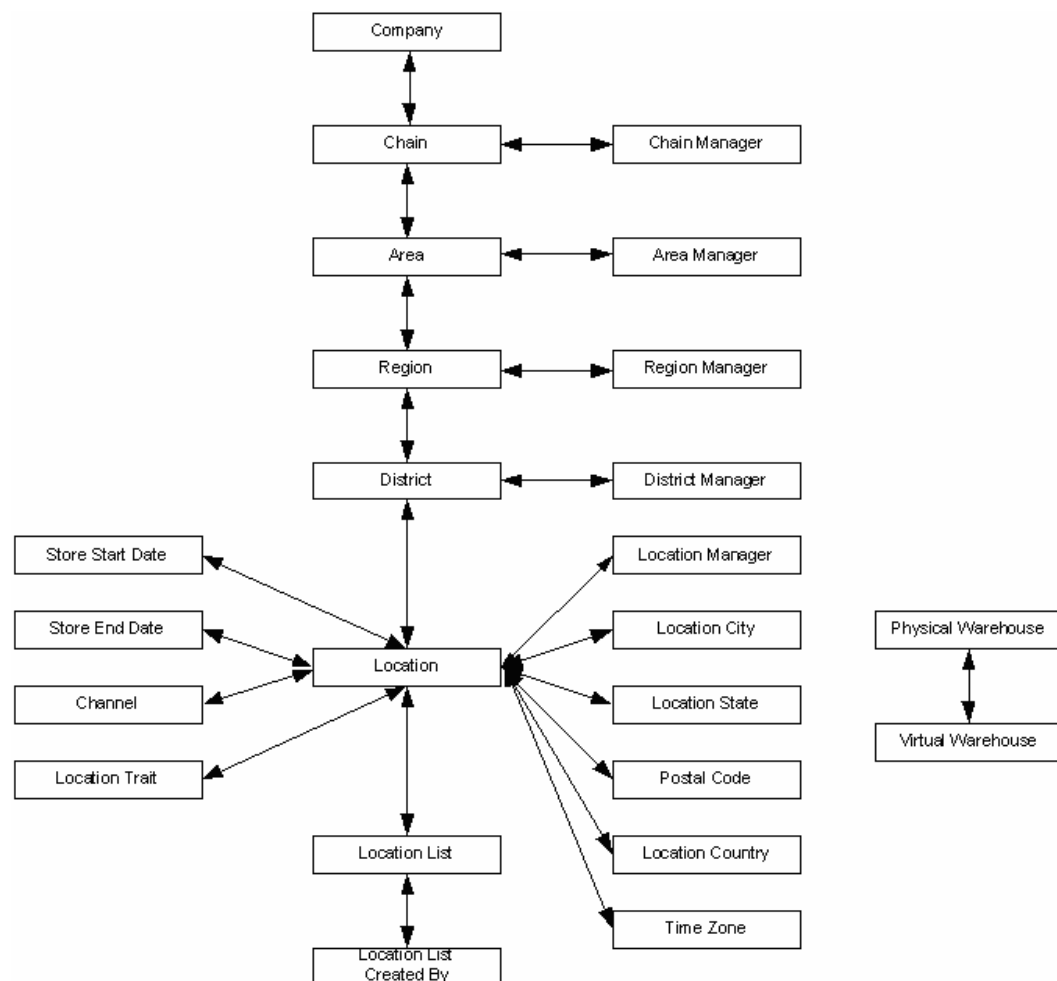 Company
Chain
Chain Manager
Area
Area Manager
Region
Region Manager
District
District Manager
Store Start Date
Location Manager
Store End Date
Location City
Physical Warehouse
Location
Channel
Location State
Virtual Warehouse
Location Trait
Postal Code
Location List
Location Country
Time Zone
Location List
Created By